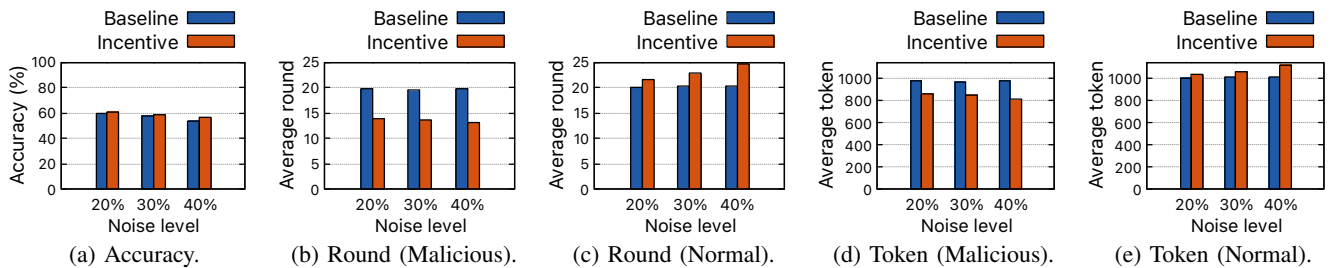 Baseline
Incentive
Accuracy (%)
100
80
60
40
20
0
20% 30% 40%
Noise level
(a) Accuracy.
Baseline
Incentive
Average round
25
20
15
10
5
0
20% 30% 40%
Noise level
(b) Round (Malicious).
Baseline
Incentive
Average round
25
20
15
10
5
0
20% 30% 40%
Noise level
(c) Round (Normal).
Baseline
Incentive
Average token
1000
800
600
400
200
0
20% 30% 40%
Noise level
(d) Token (Malicious).
Baseline
Incentive
Average token
1000
800
600
400
200
0
20% 30% 40%
Noise level
(e) Token (Normal).